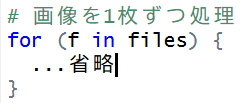 # 画像を1枚ずつ処理
for (f in files) {
  ...省略
}